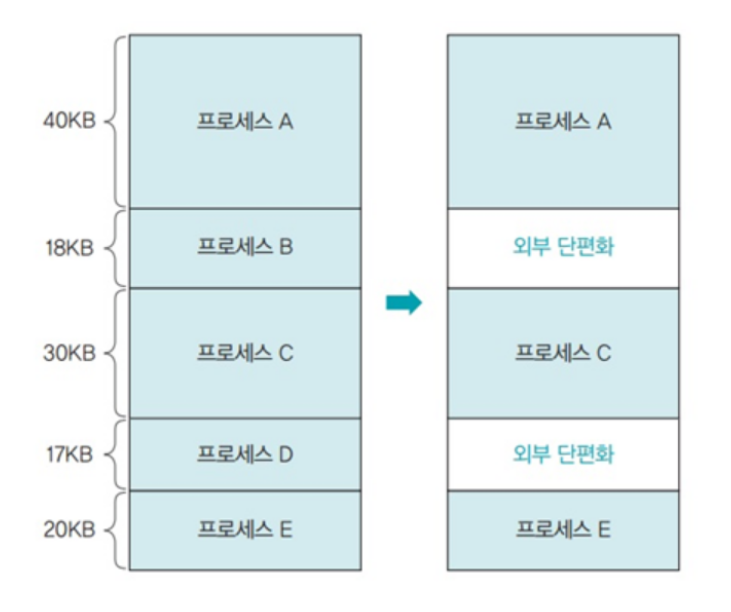 40KB
프로세스 A
프로세스 A
18KB
프로세스 B
외부 단편화
30KB
프로세스 C
프로세스 C
17KB
프로세스 D
외부 단편화
20KB
프로세스 E
프로세스 E